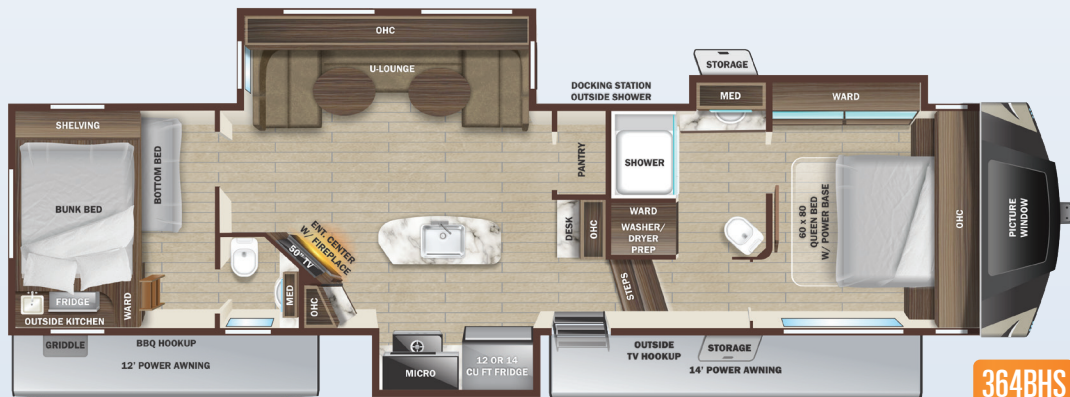 OHC
U-LOUNGE
DOCKING STATION
OUTSIDE SHOWER
STORAGE
MED
WARD
SHELVING
BOTTOM BED
BUNK BED
PANTRY
SHOWER
DESK
OHC
WARD
WASHER/
DRYER
PREP
60 x 80
QUEEN BED
W/ POWER BASE
OHC
PICTURE
WINDOW
ENT. CENTER
W/ FIREPLACE
50" TV
OHC
MED
STEPS
FRIDGE
WARD
OUTSIDE KITCHEN
GRIDDLE
BBQ HOOKUP
12' POWER AWNING
MICRO
12 OR 14
CU FT FRIDGE
OUTSIDE
TV HOOKUP
STORAGE
14' POWER AWNING
364BHS